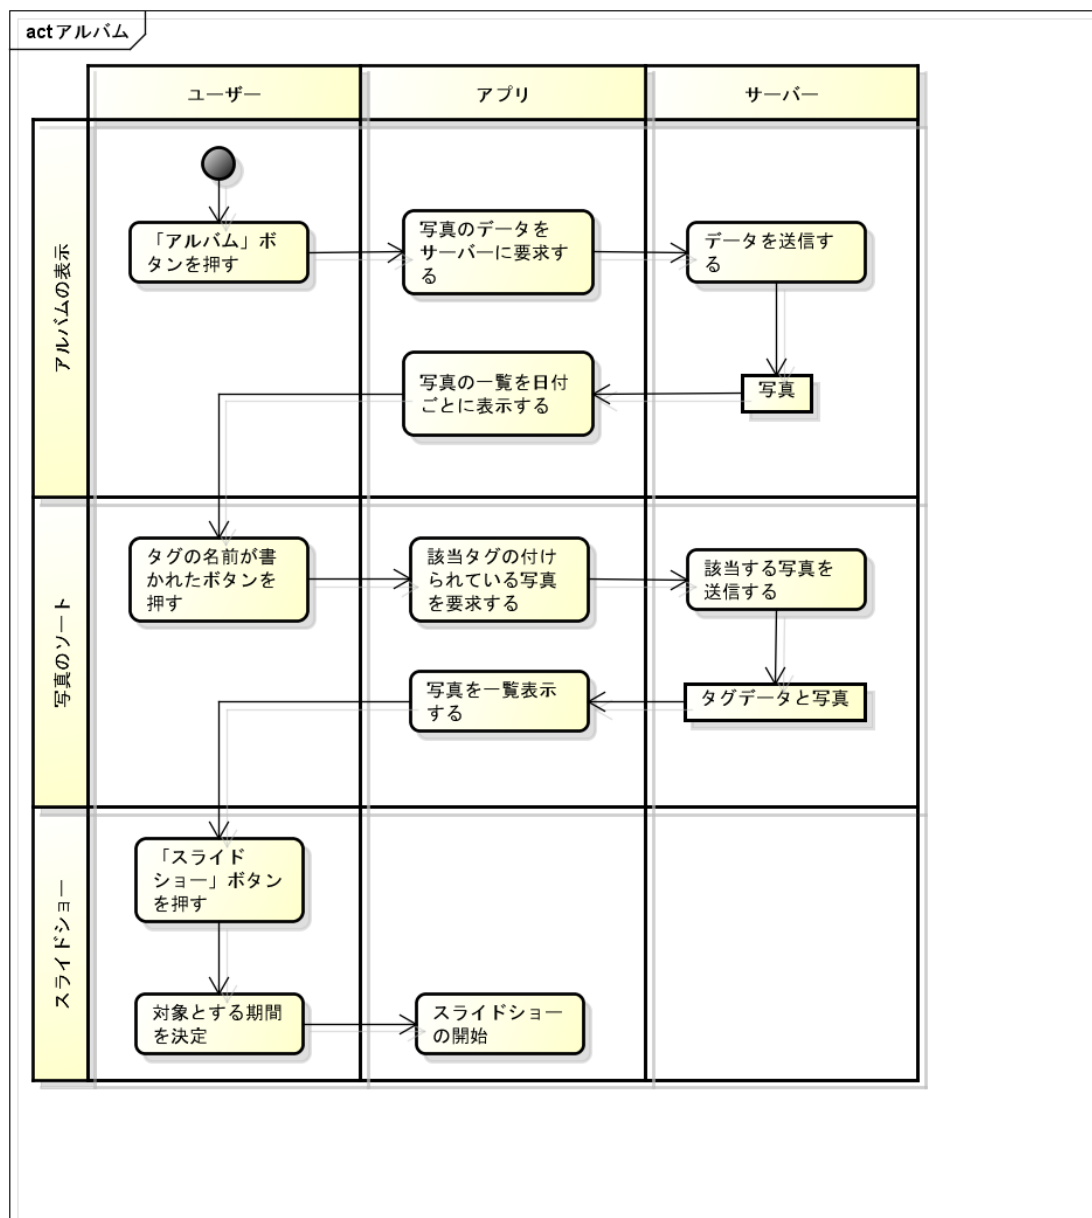 act アルバム
ユーザー
アプリ
サーバー
アルバムの表示
「アルバム」ボ
タンを押す
写真のデータを
サーバーに要求す
る
データを送信す
る
写真の一覧を日付
ごとに表示する
写真
写真のソート
タグの名前が書
かれたボタンを
押す
該当タグの付け
られている写真
を要求する
該当する写真を
送信する
写真を一覧表示
する
タグデータと写真
スライドショー
「スライド
ショー」ボタン
を押す
対象とする期間
を決定
スライドショー
の開始